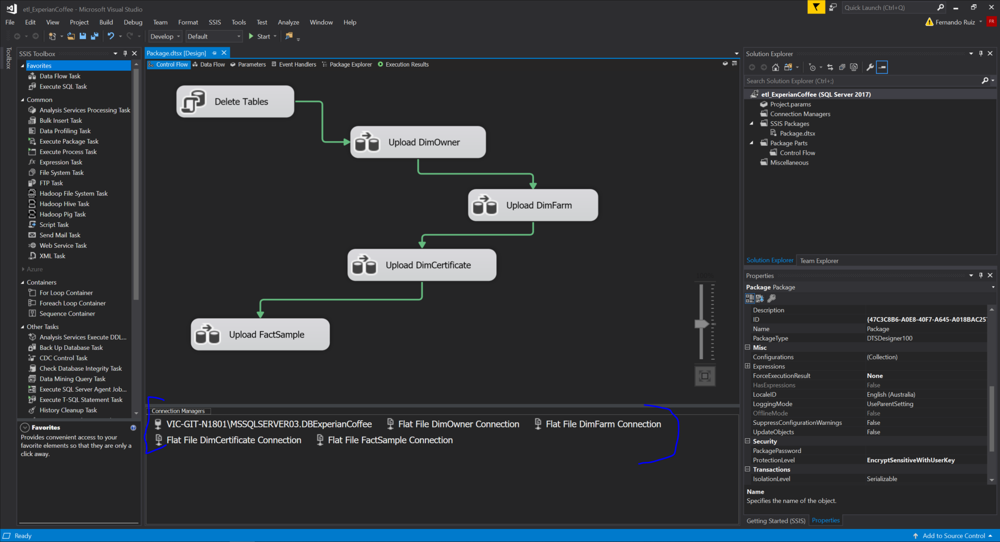 etl_ExperianCoffee - Microsoft Visual Studio
Quick Launch (Ctrl+Q)
File Edit View Project Build Debug Team Format SSIS Tools Test Analyze Window Help
Fernando Ruiz FR
Develop Default Start
Toolbox
SSIS Toolbox
Favorites
Data Flow Task
Execute SQL Task
Common
Analysis Services Processing Task
Bulk Insert Task
Data Profiling Task
Execute Package Task
Execute Process Task
Expression Task
File System Task
FTP Task
Hadoop File System Task
Hadoop Hive Task
Hadoop Pig Task
Script Task
Send Mail Task
Web Service Task
XML Task
Azure
Containers
For Loop Container
Foreach Loop Container
Sequence Container
Other Tasks
Analysis Services Execute DDL...
Back Up Database Task
CDC Control Task
Check Database Integrity Task
Data Mining Query Task
Execute SQL Server Agent Job...
Execute T-SQL Statement Task
History Cleanup Task
Favorites
Provides convenient access to your
favorite elements so that they are only a
click away.
Package.dtsx [Design]
Control Flow Data Flow Parameters Event Handlers Package Explorer Execution Results
Delete Tables
Upload DimOwner
Upload DimFarm
Upload DimCertificate
Upload FactSample
100%
Connection Managers
VIC-GIT-N1801\MSSQLSERVER03.DBExperianCoffee Flat File DimOwner Connection Flat File DimFarm Connection
Flat File DimCertificate Connection Flat File FactSample Connection
Solution Explorer
Search Solution Explorer (Ctrl+;)
etl_ExperianCoffee (SQL Server 2017)
Project.params
Connection Managers
SSIS Packages
Package.dtsx
Package Parts
Control Flow
Miscellaneous
Solution Explorer Team Explorer
Properties
Package Package
Description
ID {47C3C8B6-A0E8-40F7-A645-A018BAC257
Name Package
PackageType DTSDesigner100
Misc
Configurations (Collection)
Expressions
ForceExecutionResult None
HasExpressions False
LocaleID English (Australia)
LoggingMode UseParentSetting
OfflineMode False
SuppressConfigurationWarnings False
UpdateObjects False
Security
PackagePassword
ProtectionLevel EncryptSensitiveWithUserKey
Transactions
IsolationLevel Serializable
Name
Specifies the name of the object.
Getting Started (SSIS) Properties
Ready
Add to Source Control